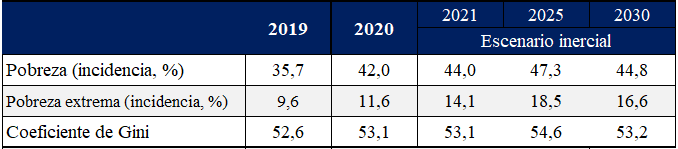 2019 2020 2021 2025 2030
Escenario inercial
Pobreza (incidencia, %) 35,7 42,0 44,0 47,3 44,8
Pobreza extrema (incidencia, %) 9,6 11,6 14,1 18,5 16,6
Coeficiente de Gini 52,6 53,1 53,1 54,6 53,2